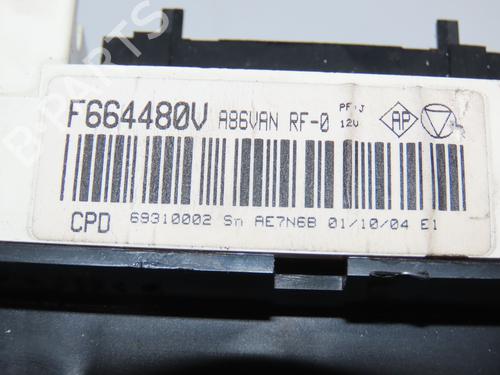 F664480V A86VAN RF-0 PF:J 12V AP
CPD 69310002 Sn AE7N6B 01/10/04 E1
B-PARTS